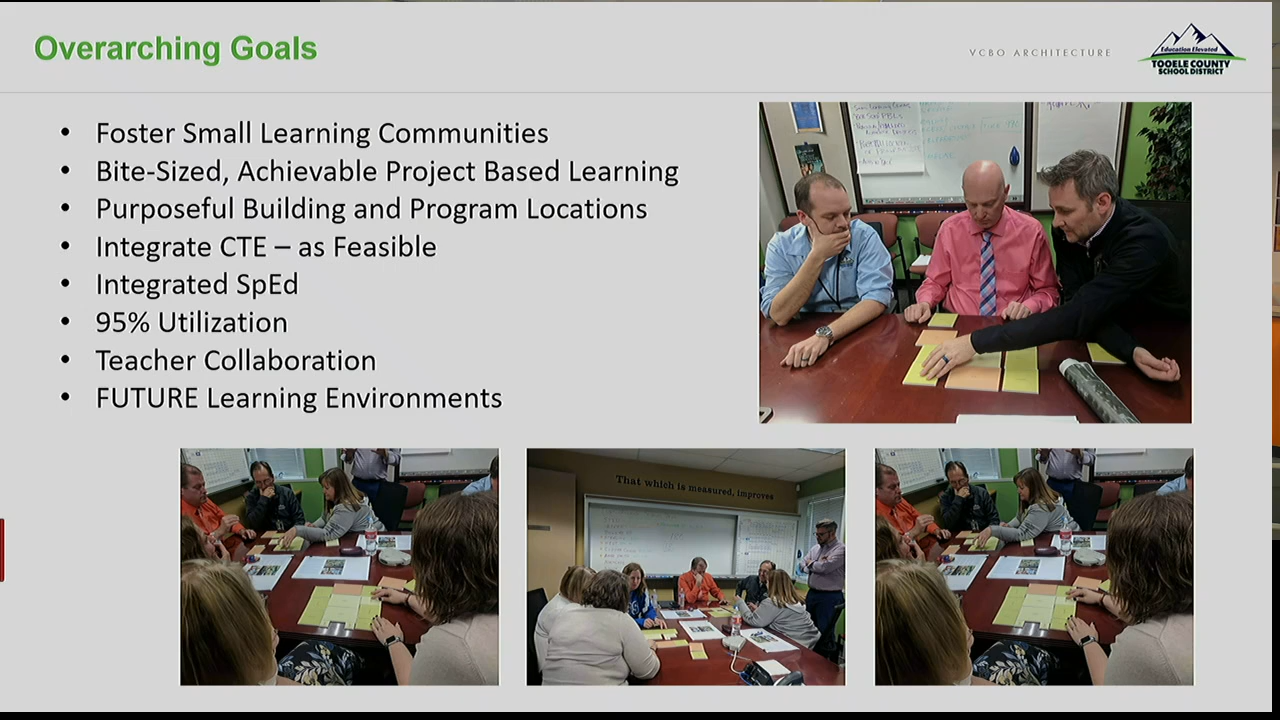 Overarching Goals
VCBO ARCHITECTURE
Education Elevated
TOOELE COUNTY
SCHOOL DISTRICT
• Foster Small Learning Communities
• Bite-Sized, Achievable Project Based Learning
• Purposeful Building and Program Locations
• Integrate CTE – as Feasible
• Integrated SpEd
• 95% Utilization
• Teacher Collaboration
• FUTURE Learning Environments
That which is measured, improves